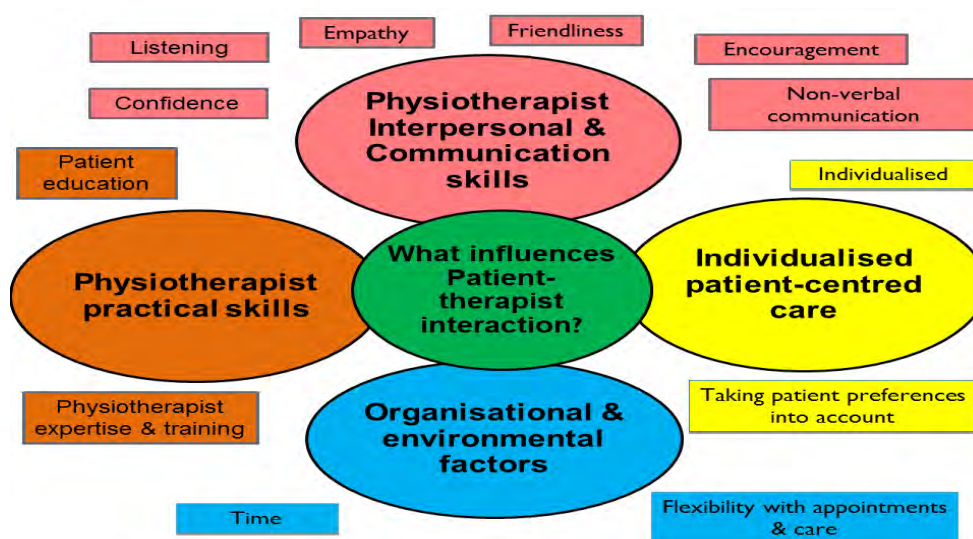 Listening
Empathy
Friendliness
Encouragement
Confidence
Non-verbal
communication
Physiotherapist
Interpersonal &
Communication
skills
Patient
education
Individualised
Physiotherapist
practical skills
What influences
Patient-
therapist
interaction?
Individualised
patient-centred
care
Physiotherapist
expertise & training
Organisational &
environmental
factors
Taking patient preferences
into account
Time
Flexibility with appointments
& care